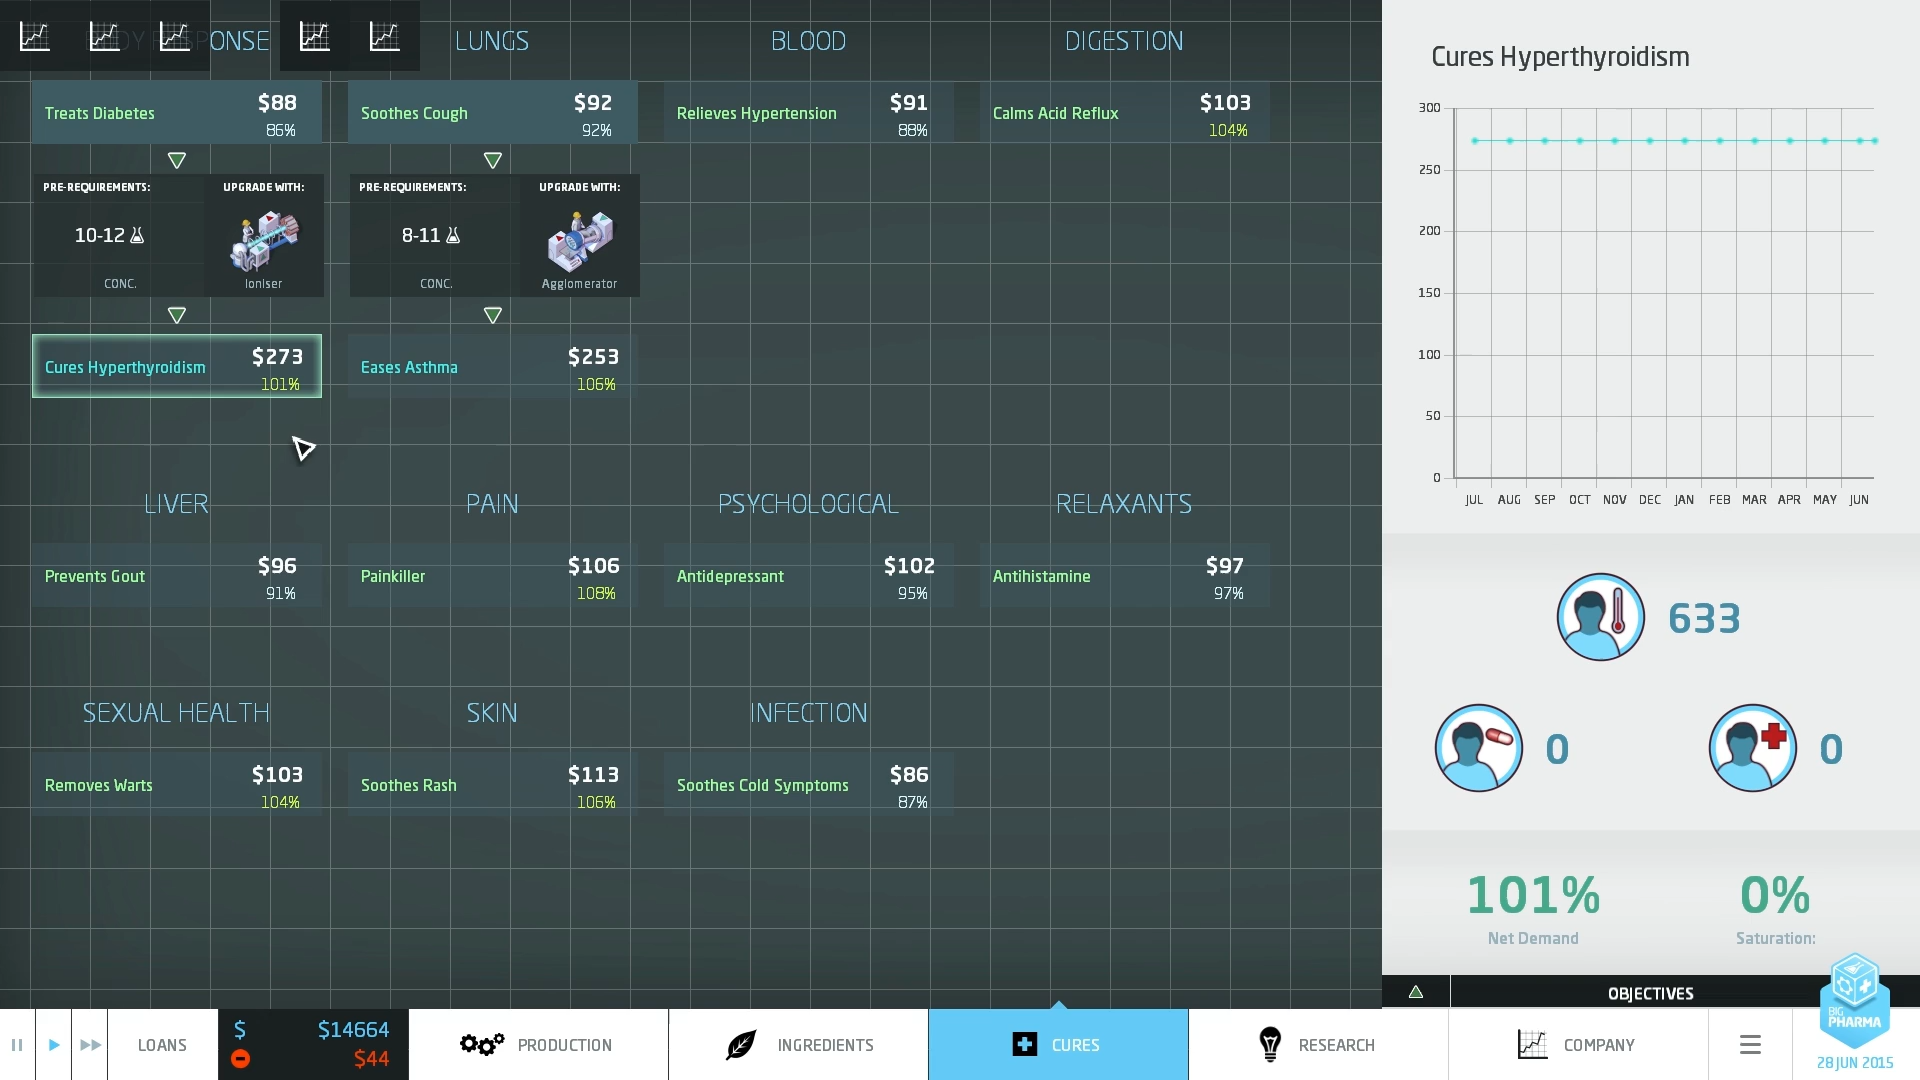 BODY RESPONSE
LUNGS
BLOOD
DIGESTION
Treats Diabetes $88 86%
Soothes Cough $92 92%
Relieves Hypertension $91 88%
Calms Acid Reflux $103 104%
PRE-REQUIREMENTS: UPGRADE WITH:
10-12
CONC. Ioniser
PRE-REQUIREMENTS: UPGRADE WITH:
8-11
CONC. Agglomerator
Cures Hyperthyroidism $273 101%
Eases Asthma $253 106%
LIVER
PAIN
PSYCHOLOGICAL
RELAXANTS
Prevents Gout $96 91%
Painkiller $106 108%
Antidepressant $102 95%
Antihistamine $97 97%
SEXUAL HEALTH
SKIN
INFECTION
Removes Warts $103 104%
Soothes Rash $113 106%
Soothes Cold Symptoms $86 87%
Cures Hyperthyroidism
300
250
200
150
100
50
0
JUL AUG SEP OCT NOV DEC JAN FEB MAR APR MAY JUN
633
0 0
101% 0%
Net Demand Saturation:
OBJECTIVES
LOANS
$ $14664
$44
PRODUCTION
INGREDIENTS
CURES
RESEARCH
COMPANY
BIG
PHARMA
28 JUN 2015